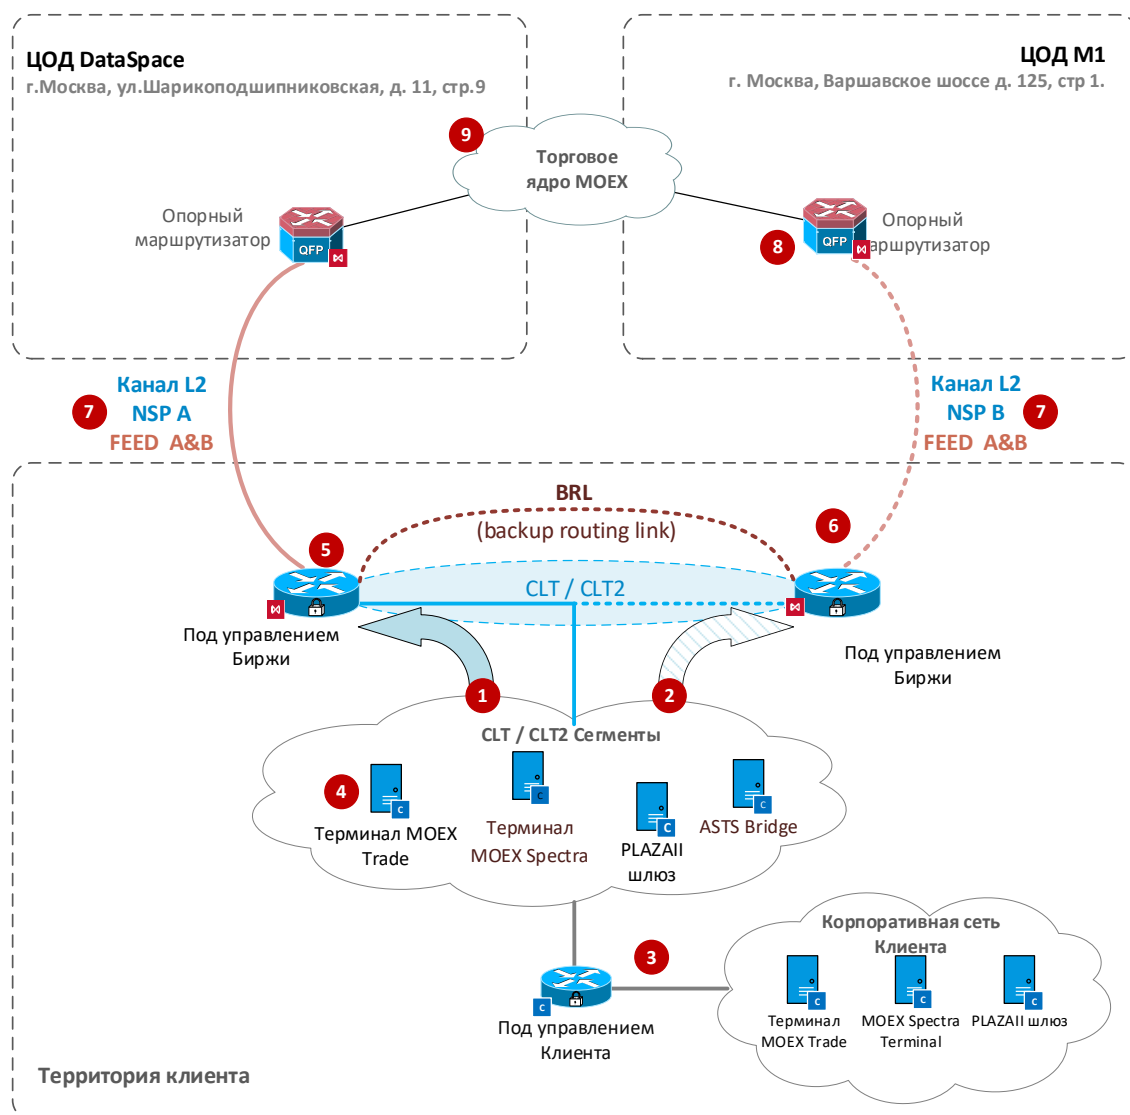 ЦОД DataSpace
г.Москва, ул.Шарикоподшипниковская, д. 11, стр.9
ЦОД M1
г. Москва, Варшавское шоссе д. 125, стр 1.
9
Торговое
ядро MOEX
Опорный
маршрутизатор
QFP
8
QFP
Опорный
маршрутизатор
7
Канал L2
NSP A
FEED A&B
Канал L2
NSP B
FEED A&B
7
BRL
(backup routing link)
5
6
CLT / CLT2
Под управлением
Биржи
Под управлением
Биржи
1
2
CLT / CLT2 Сегменты
4
C
Терминал MOEX
Trade
C
Терминал
MOEX Spectra
C
PLAZAII
шлюз
C
ASTS Bridge
3
C
Под управлением
Клиента
Корпоративная сеть
Клиента
C
Терминал
MOEX Trade
C
MOEX Spectra
Terminal
C
PLAZAII шлюз
Территория клиента